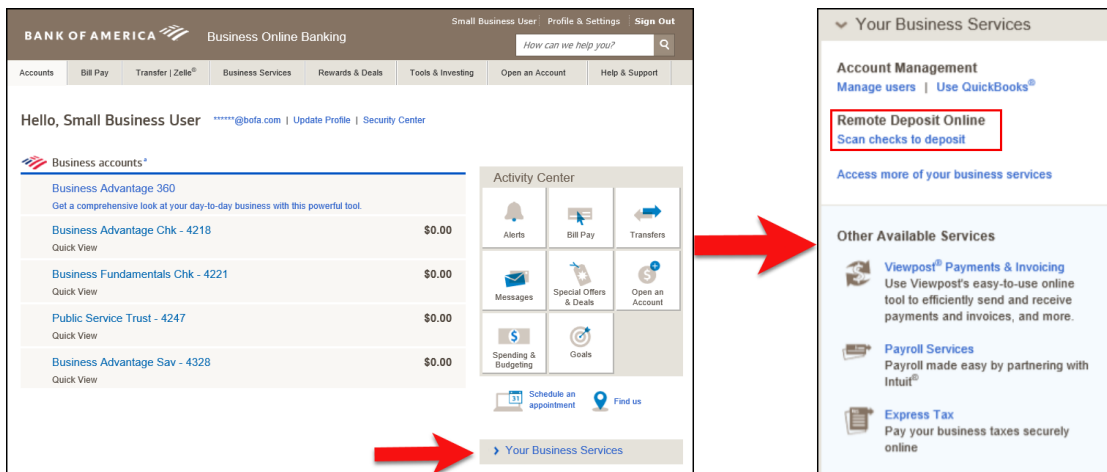 Small Business User Profile & Settings Sign Out
BANK OF AMERICA Business Online Banking
How can we help you?
Accounts Bill Pay Transfer | Zelle® Business Services Rewards & Deals Tools & Investing Open an Account Help & Support
Hello, Small Business User ******@bofa.com | Update Profile | Security Center
Business accounts
Business Advantage 360
Get a comprehensive look at your day-to-day business with this powerful tool.
Business Advantage Chk - 4218 $0.00
Quick View
Business Fundamentals Chk - 4221 $0.00
Quick View
Public Service Trust - 4247 $0.00
Quick View
Business Advantage Sav - 4328 $0.00
Quick View
Activity Center
Alerts Bill Pay Transfers
Messages Special Offers & Deals Open an Account
Spending & Budgeting Goals
31 Schedule an appointment Find us
› Your Business Services
Your Business Services
Account Management
Manage users | Use QuickBooks®
Remote Deposit Online
Scan checks to deposit
Access more of your business services
Other Available Services
Viewpost® Payments & Invoicing
Use Viewpost's easy-to-use online
tool to efficiently send and receive
payments and invoices, and more.
Payroll Services
Payroll made easy by partnering with
Intuit®
Express Tax
Pay your business taxes securely
online